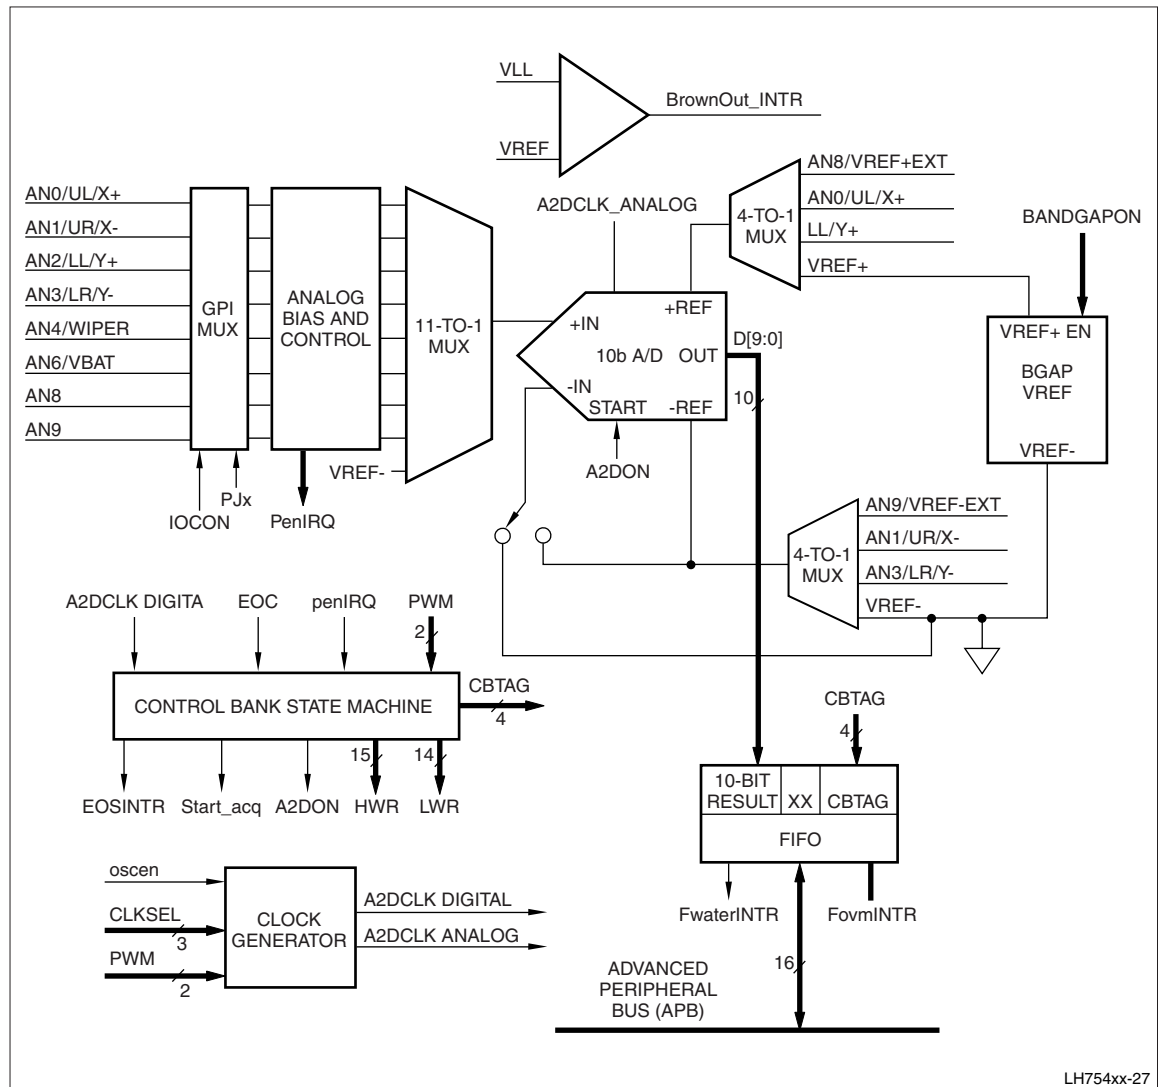 VLL
BrownOut_INTR
VREF
AN8/VREF+EXT
AN0/UL/X+
LL/Y+
VREF+
4-TO-1
MUX
A2DCLK_ANALOG
BANDGAPON
AN0/UL/X+
AN1/UR/X-
AN2/LL/Y+
AN3/LR/Y-
AN4/WIPER
AN6/VBAT
AN8
AN9
GPI
MUX
ANALOG
BIAS AND
CONTROL
11-TO-1
MUX
VREF-
IOCON
PJx
PenIRQ
+IN
+REF
10b A/D
OUT
-IN
START
-REF
D[9:0]
10
A2DON
VREF+ EN
BGAP
VREF
VREF-
AN9/VREF-EXT
AN1/UR/X-
AN3/LR/Y-
VREF-
4-TO-1
MUX
A2DCLK DIGITA
EOC
penIRQ
PWM
2
CONTROL BANK STATE MACHINE
CBTAG
4
15
14
EOSINTR
Start_acq
A2DON
HWR
LWR
CBTAG
4
10-BIT
RESULT
XX
CBTAG
FIFO
FwaterINTR
FovmINTR
oscen
CLKSEL
3
PWM
2
CLOCK
GENERATOR
A2DCLK DIGITAL
A2DCLK ANALOG
16
ADVANCED
PERIPHERAL
BUS (APB)
LH754xx-27